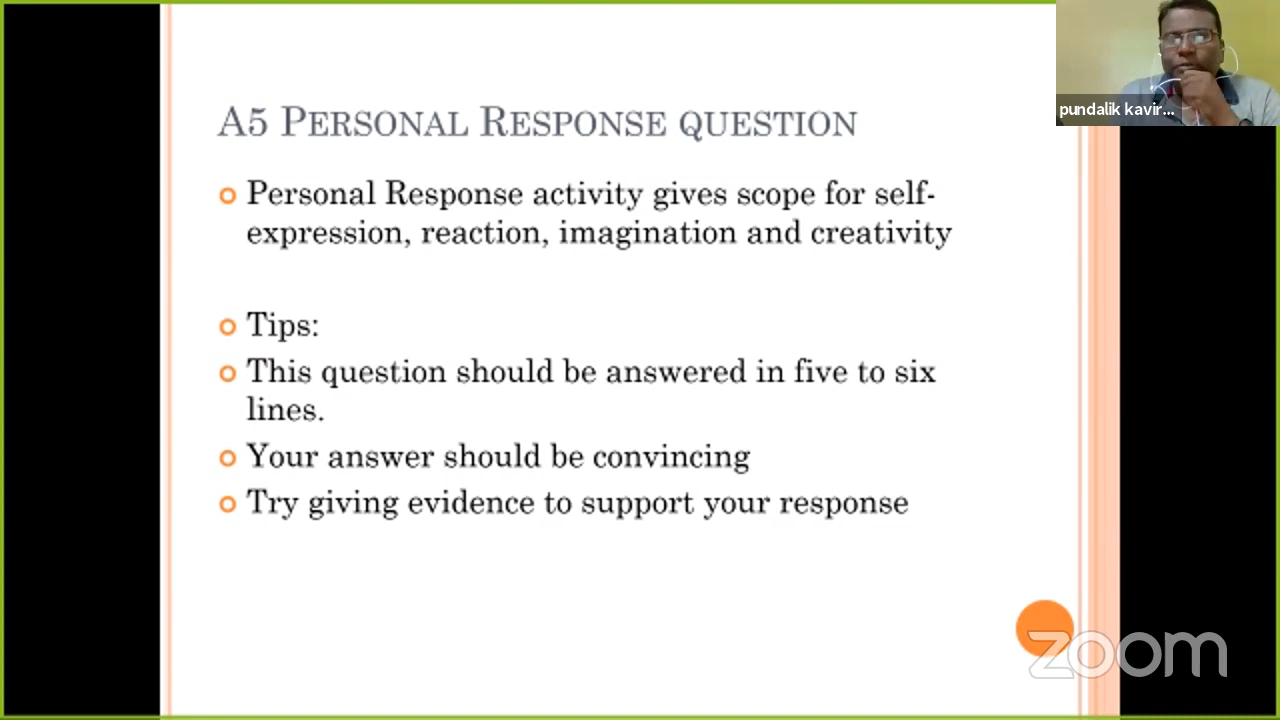 A5 PERSONAL RESPONSE QUESTION
Personal Response activity gives scope for self-
expression, reaction, imagination and creativity
Tips:
This question should be answered in five to six
lines.
Your answer should be convincing
Try giving evidence to support your response
pundalik kavir...
zoom